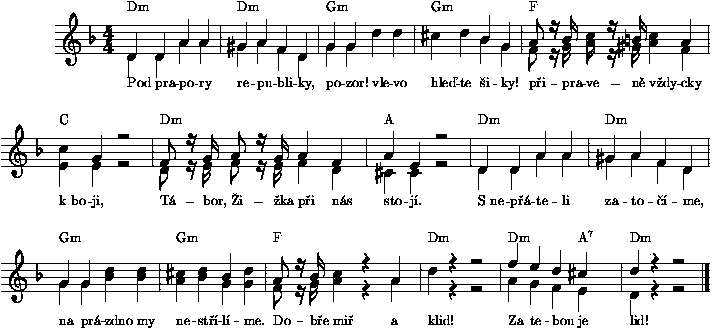 Dm Dm Gm Gm F
Pod pra-po-ry re-pu-bli-ky, po-zor! vle-vo hleď-te ši-ky! při-pra-ve-ně vždy-cky
C Dm A Dm Dm
k bo-ji, Tá-bor, Ži-žka při nás sto-jí. S ne-přá-te-li za-to-čí-me,
Gm Gm F Dm Dm A7 Dm
na prá-zdno my ne-stří-lí-me. Do-bře miř a klid! Za te-bou je lid!